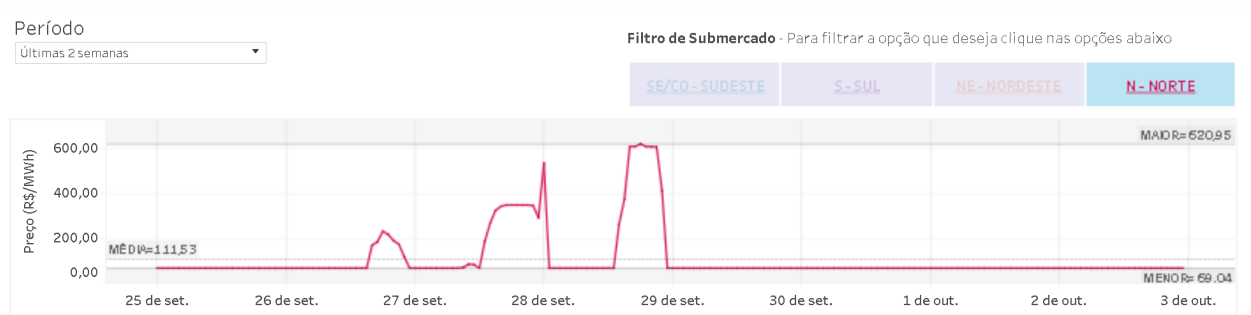 Período
Últimas 2 semanas
Filtro de Submercado - Para filtrar a opção que deseja clique nas opções abaixo
SE/CO - SUDESTE
S - SUL
NE - NORDESTE
N - NORTE
MAIOR= 620,95
Preço (R$/MWh)
600,00
400,00
200,00
0,00
MÉDIA=111,53
MENOR= 69,04
25 de set.
26 de set.
27 de set.
28 de set.
29 de set.
30 de set.
1 de out.
2 de out.
3 de out.